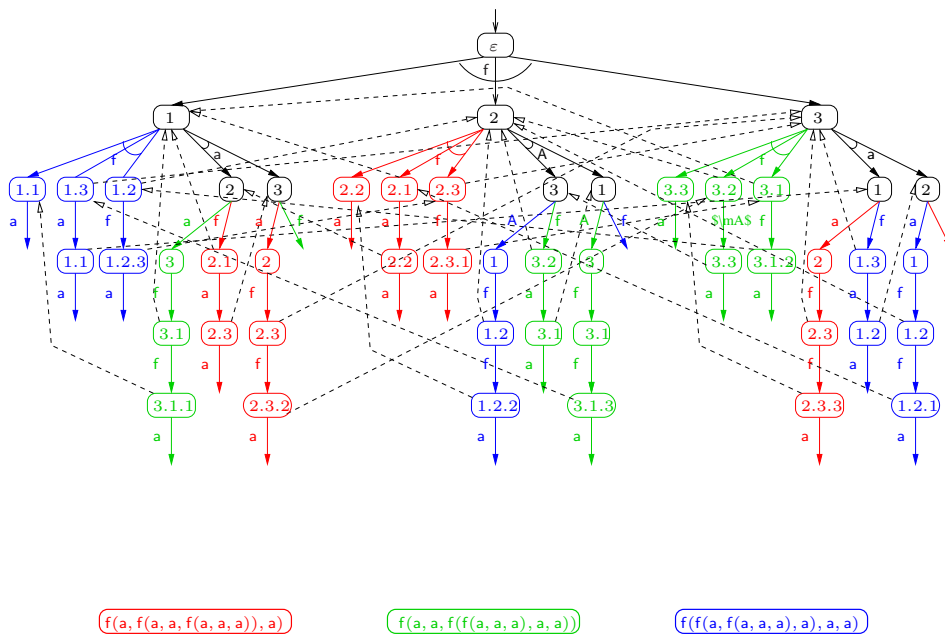 ε
f
1 2 3
f a f A f a
1.1 1.3 1.2 2 3 2.2 2.1 2.3 3 1 3.3 3.2 3.1 1 2
a a f a f a f a a f A f A f a $\mA$ f a f a
1.1 1.2.3 3 2.1 2 2.2 2.3.1 1 3.2 3 3.3 3.1.2 2 1.3 1
a a f a f a a f a f a a f a f
3.1 2.3 2.3 1.2 3.1 3.1 2.3 1.2 1.2
f a f f a f f a f
3.1.1 2.3.2 1.2.2 3.1.3 2.3.3 1.2.1
a a a a a a
f(a,f(a,a,f(a,a,a)),a) f(a,a,f(f(a,a,a),a,a)) f(f(a,f(a,a,a),a),a,a)